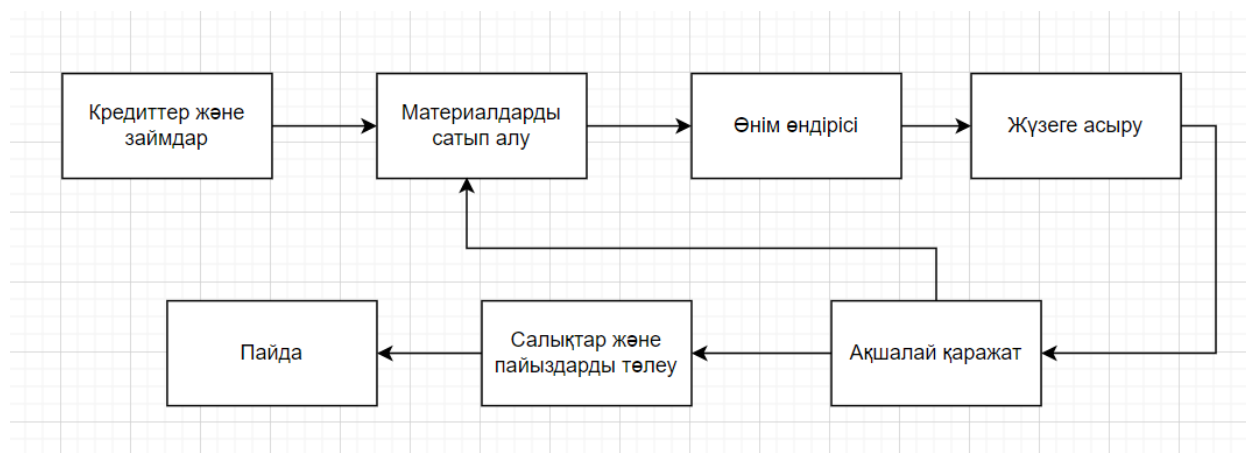 Кредиттер және
займдар
Материалдарды
сатып алу
Өнім өндірісі
Жүзеге асыру
Пайда
Салықтар және
пайыздарды төлеу
Ақшалай қаражат